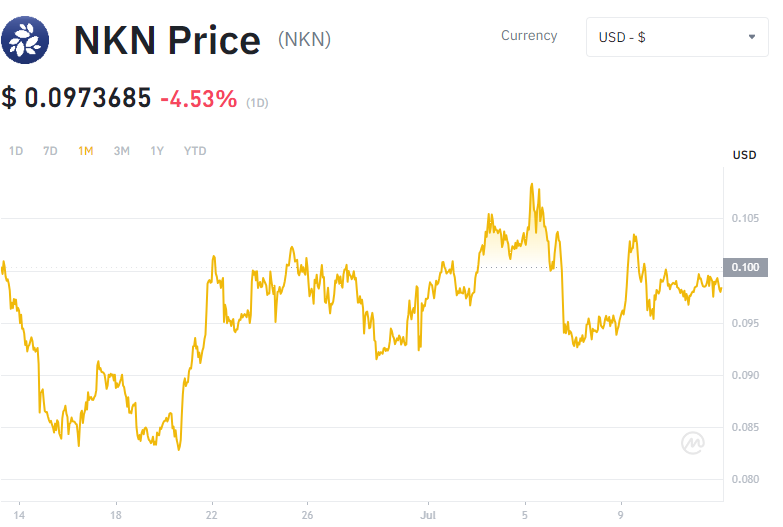 NKN Price (NKN)
Currency
USD - $
$ 0.0973685 -4.53% (1D)
1D 7D 1M 3M 1Y YTD
USD
0.105
0.100
0.095
0.090
0.085
0.080
14 18 22 26 Jul 5 9